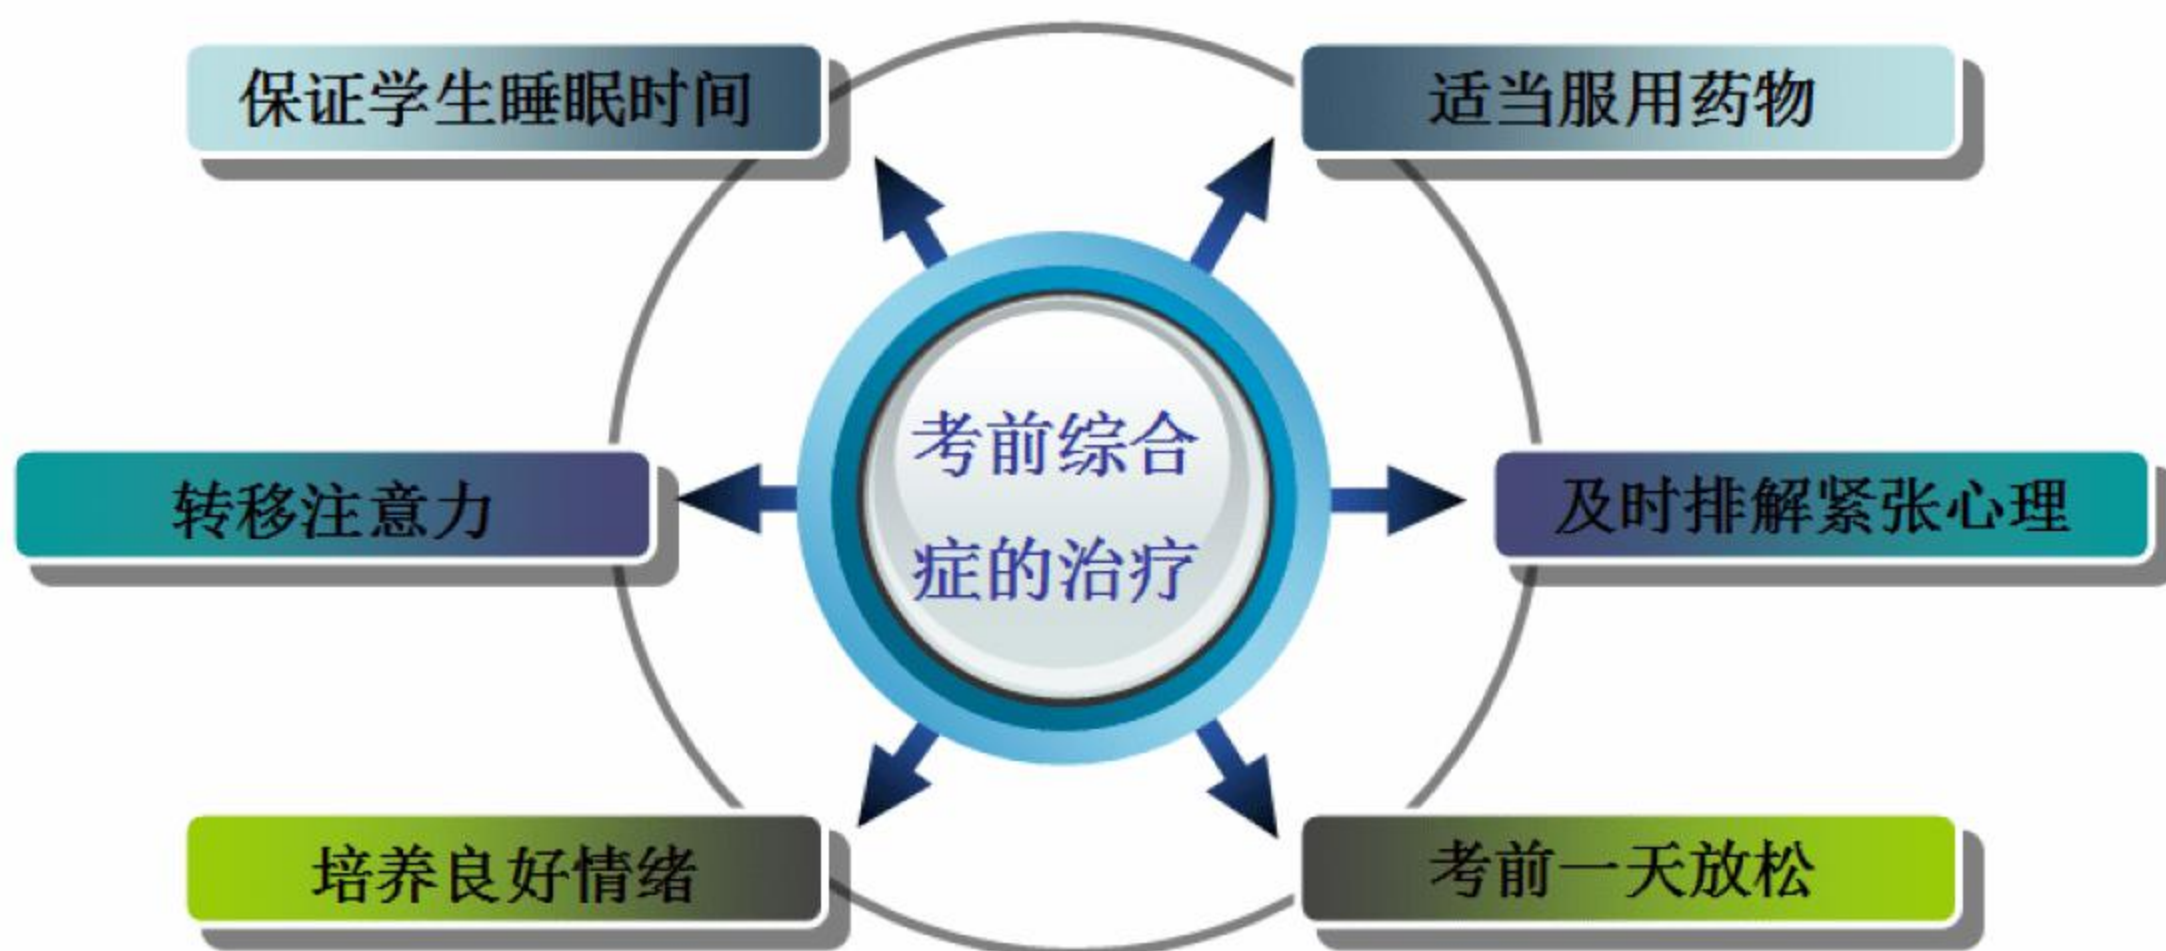 保证学生睡眠时间
适当服用药物
考前综合
症的治疗
转移注意力
及时排解紧张心理
培养良好情绪
考前一天放松